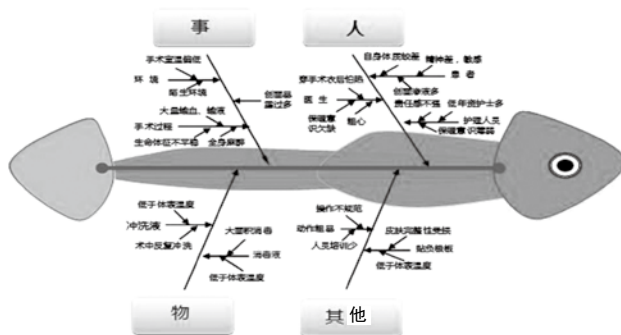 事
人
手术室温偏低
环 境
陌生环境
创面暴
露过多
大量输血、输液
手术过程
生命体征不平稳
全身麻醉
自身体质较差
精神差，敏感
患 者
创面渗液多
穿手术衣后怕热
医 生
保暖意
识欠缺
粗心
责任感不强
低年资护士多
护理人员
保暖意识薄弱
低于体表温度
冲洗液
术中反复冲洗
大面积消毒
消毒液
低于体表温度
操作不规范
动作粗暴
人员培训少
皮肤完整性受损
贴负极板
低于体表温度
物
其他